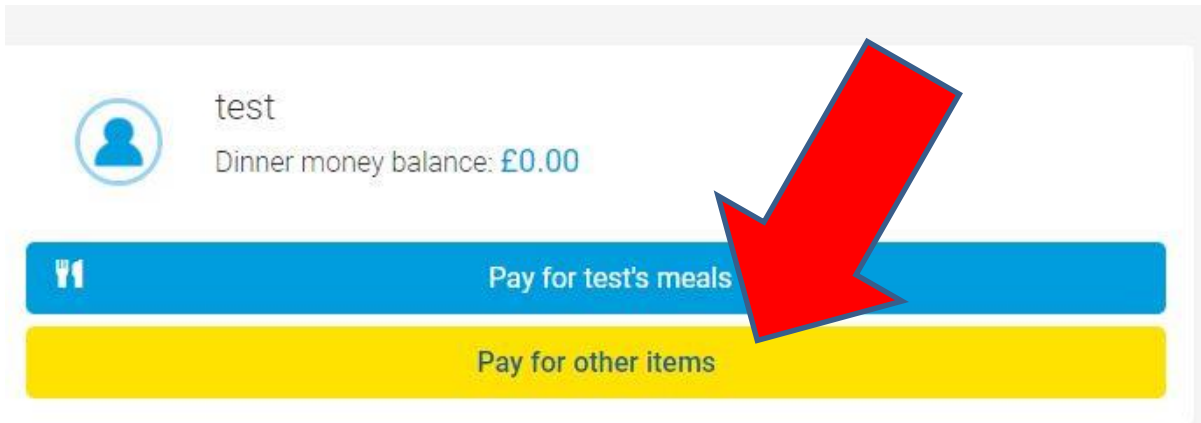 test
Dinner money balance: £0.00
Pay for test's meals
Pay for other items